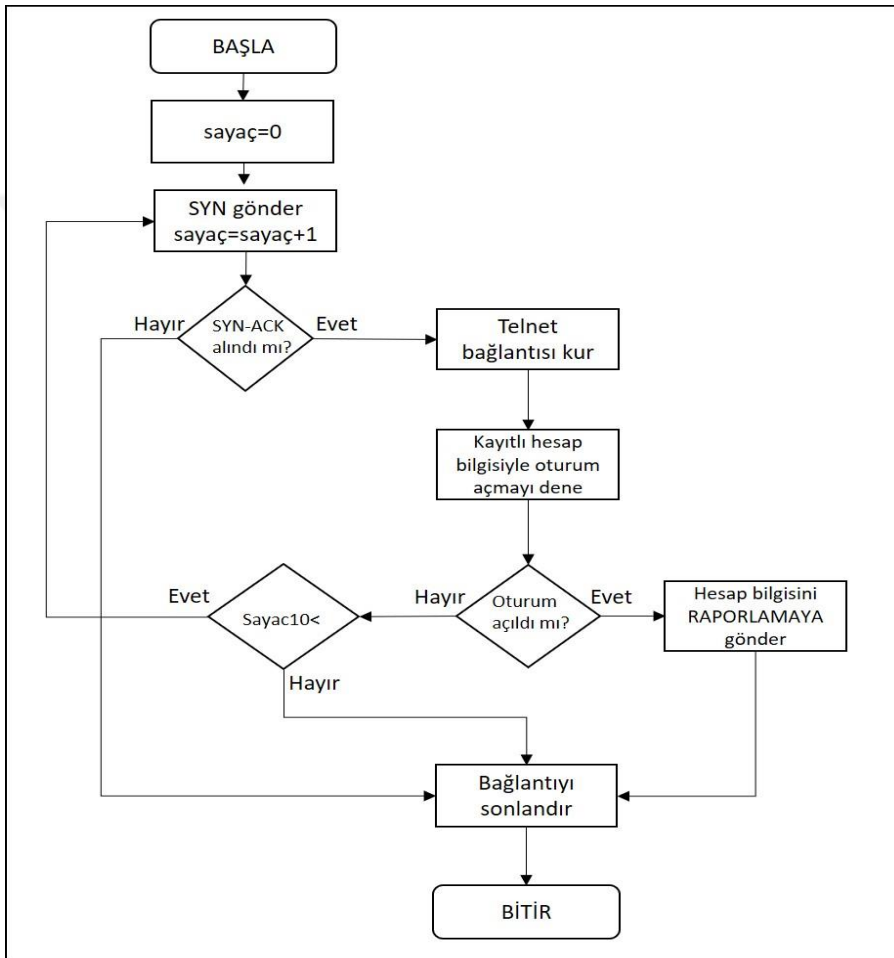 BAŞLA
sayaç=0
SYN gönder
sayaç=sayaç+1
Hayır
SYN-ACK
alındı mı?
Evet
Telnet
bağlantısı kur
Kayıtlı hesap
bilgisiyle oturum
açmayı dene
Evet
Sayac10<
Hayır
Oturum
açıldı mı?
Evet
Hesap bilgisini
RAPORLAMAYA
gönder
Hayır
Bağlantıyı
sonlandır
BİTİR